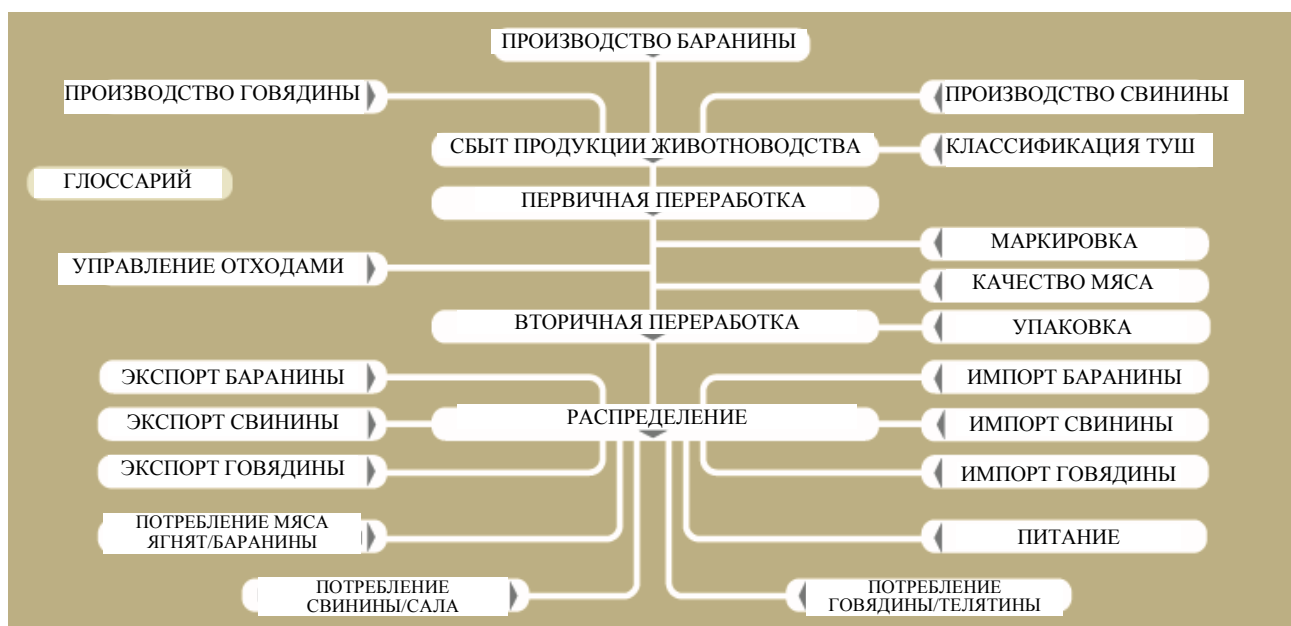 ПРОИЗВОДСТВО БАРАНИНЫ
ПРОИЗВОДСТВО ГОВЯДИНЫ
ПРОИЗВОДСТВО СВИНИНЫ
СБЫТ ПРОДУКЦИИ ЖИВОТНОВОДСТВА
КЛАССИФИКАЦИЯ ТУШ
ГЛОССАРИЙ
ПЕРВИЧНАЯ ПЕРЕРАБОТКА
МАРКИРОВКА
УПРАВЛЕНИЕ ОТХОДАМИ
КАЧЕСТВО МЯСА
ВТОРИЧНАЯ ПЕРЕРАБОТКА
УПАКОВКА
ЭКСПОРТ БАРАНИНЫ
ИМПОРТ БАРАНИНЫ
ЭКСПОРТ СВИНИНЫ
РАСПРЕДЕЛЕНИЕ
ИМПОРТ СВИНИНЫ
ЭКСПОРТ ГОВЯДИНЫ
ИМПОРТ ГОВЯДИНЫ
ПОТРЕБЛЕНИЕ МЯСА
ЯГНЯТ/БАРАНИНЫ
ПИТАНИЕ
ПОТРЕБЛЕНИЕ
СВИНИНЫ/САЛА
ПОТРЕБЛЕНИЕ
ГОВЯДИНЫ/ТЕЛЯТИНЫ